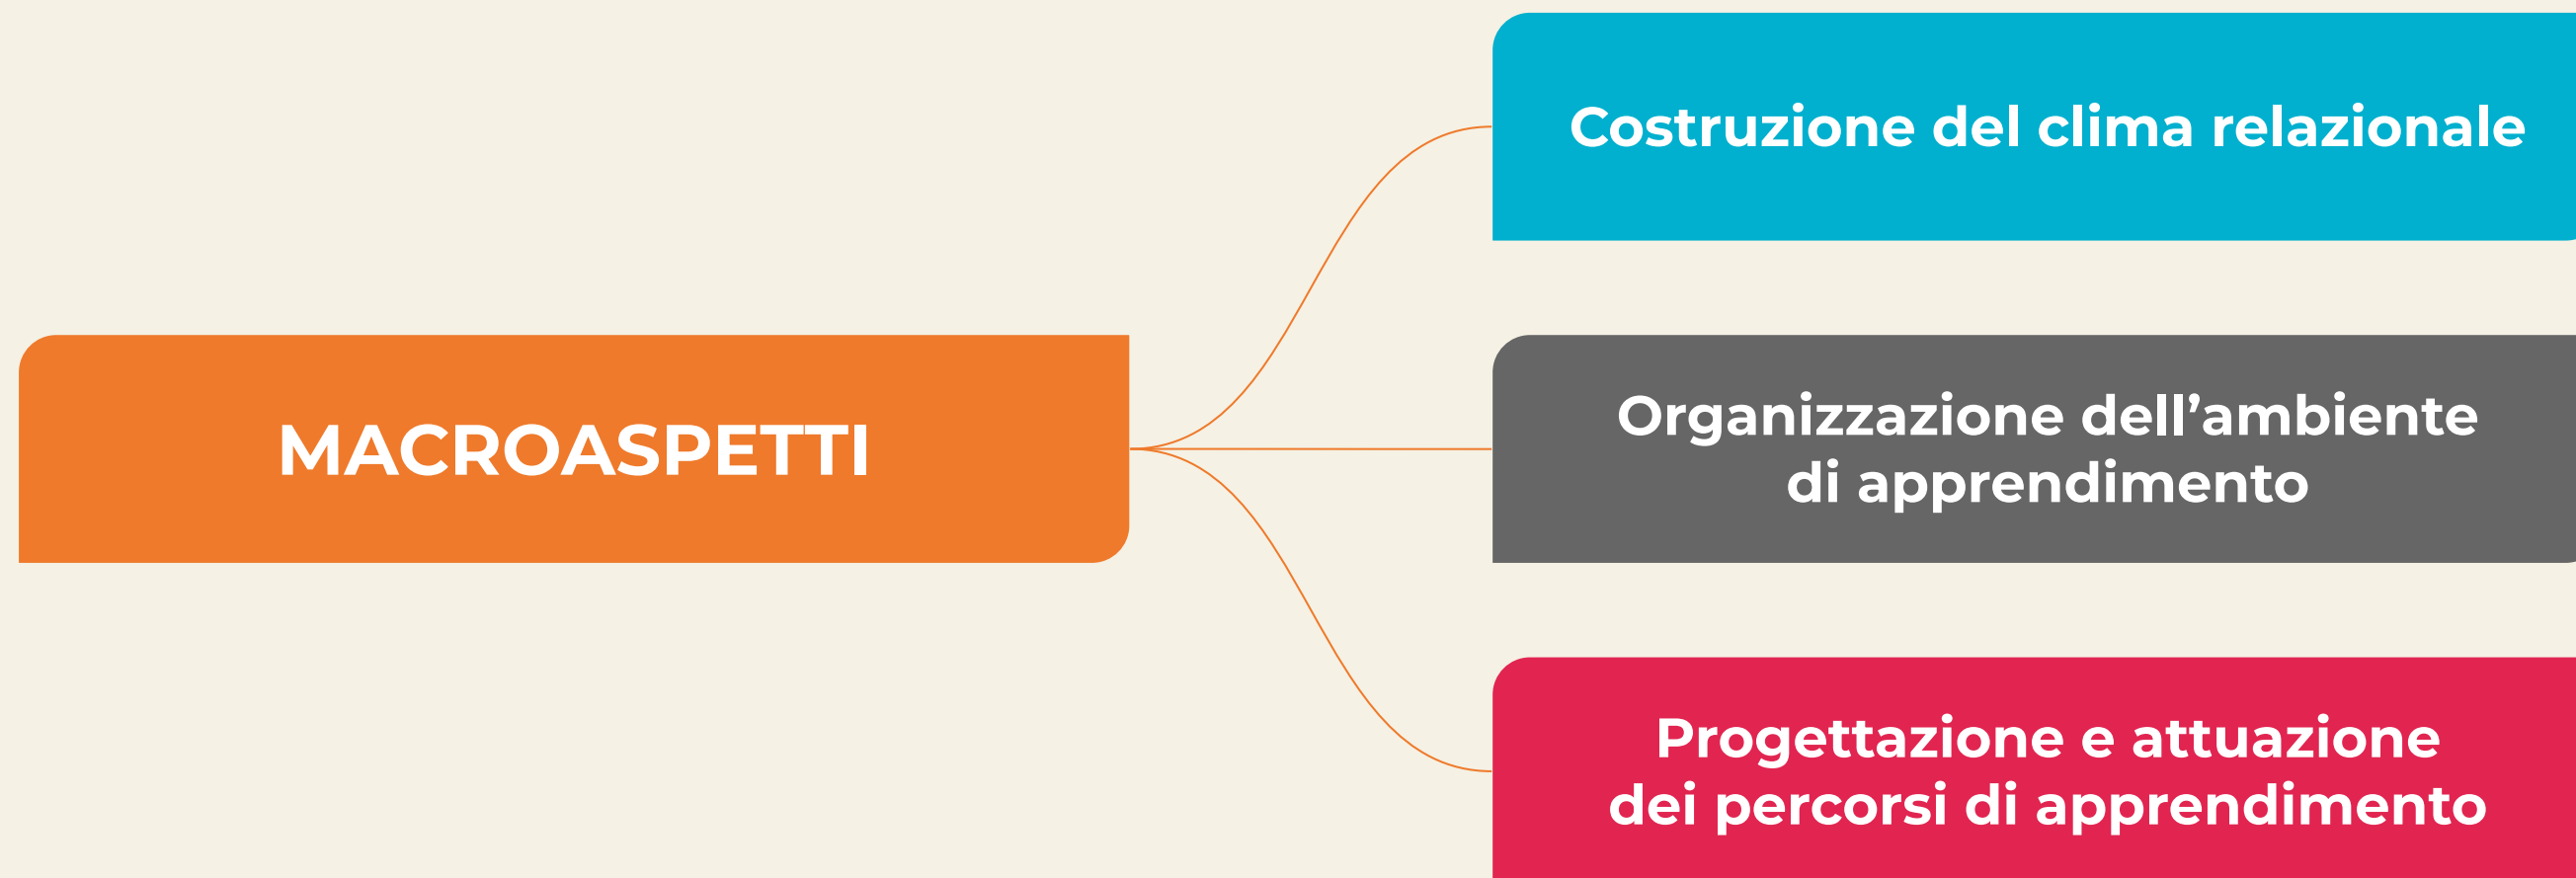 MACROASPETTI
Costruzione del clima relazionale
Organizzazione dell’ambiente
di apprendimento
Progettazione e attuazione
dei percorsi di apprendimento